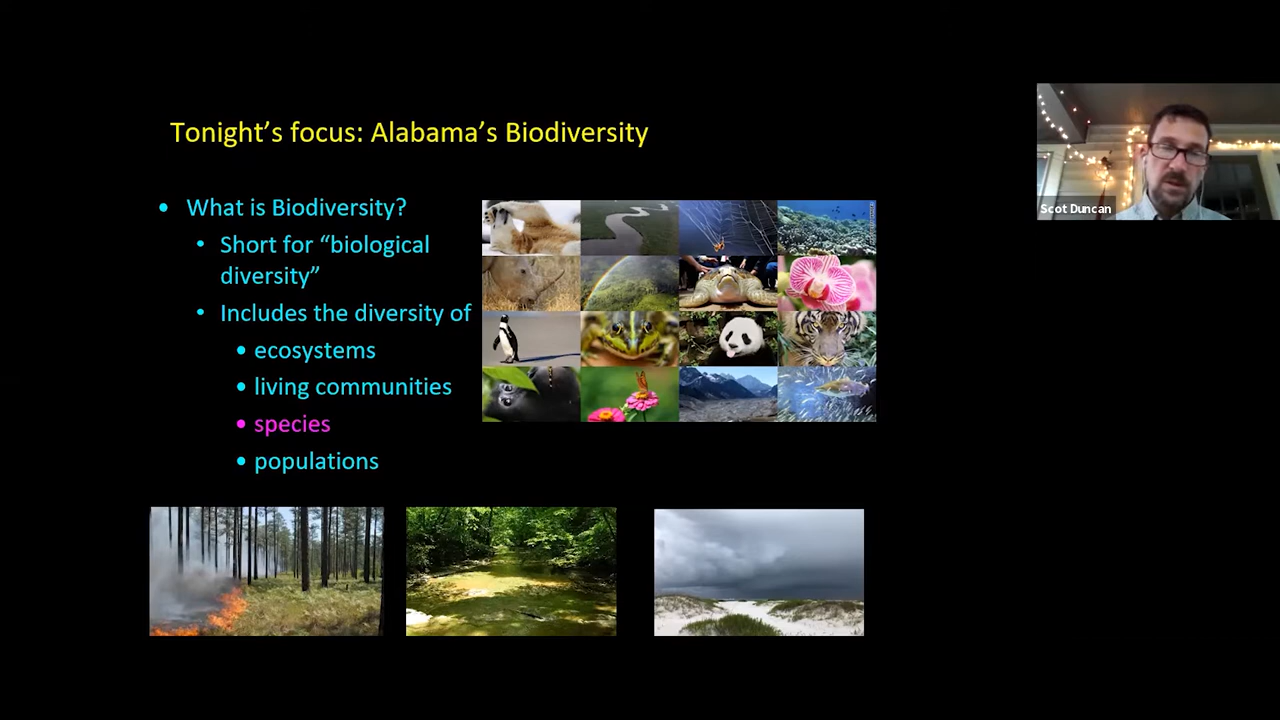 Tonight’s focus: Alabama’s Biodiversity
• What is Biodiversity?
• Short for “biological
diversity”
• Includes the diversity of
• ecosystems
• living communities
• species
• populations
Scot Duncan